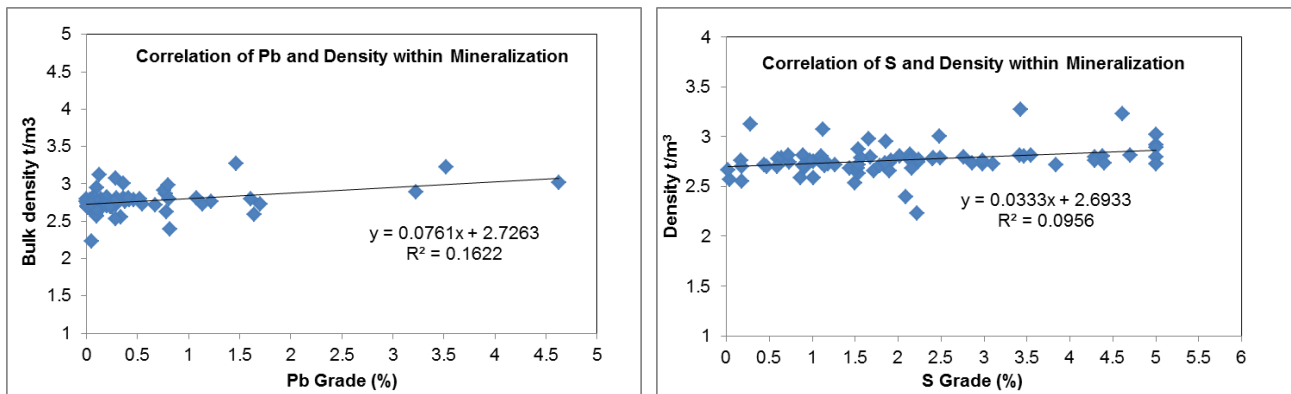 Correlation of Pb and Density within Mineralization
Bulk density t/m3
5
4.5
4
3.5
3
2.5
2
1.5
1
y = 0.0761x + 2.7263
R² = 0.1622
0 0.5 1 1.5 2 2.5 3 3.5 4 4.5 5
Pb Grade (%)
Correlation of S and Density within Mineralization
Density t/m³
4
3.5
3
2.5
2
1.5
1
y = 0.0333x + 2.6933
R² = 0.0956
0 0.5 1 1.5 2 2.5 3 3.5 4 4.5 5 5.5 6
S Grade (%)